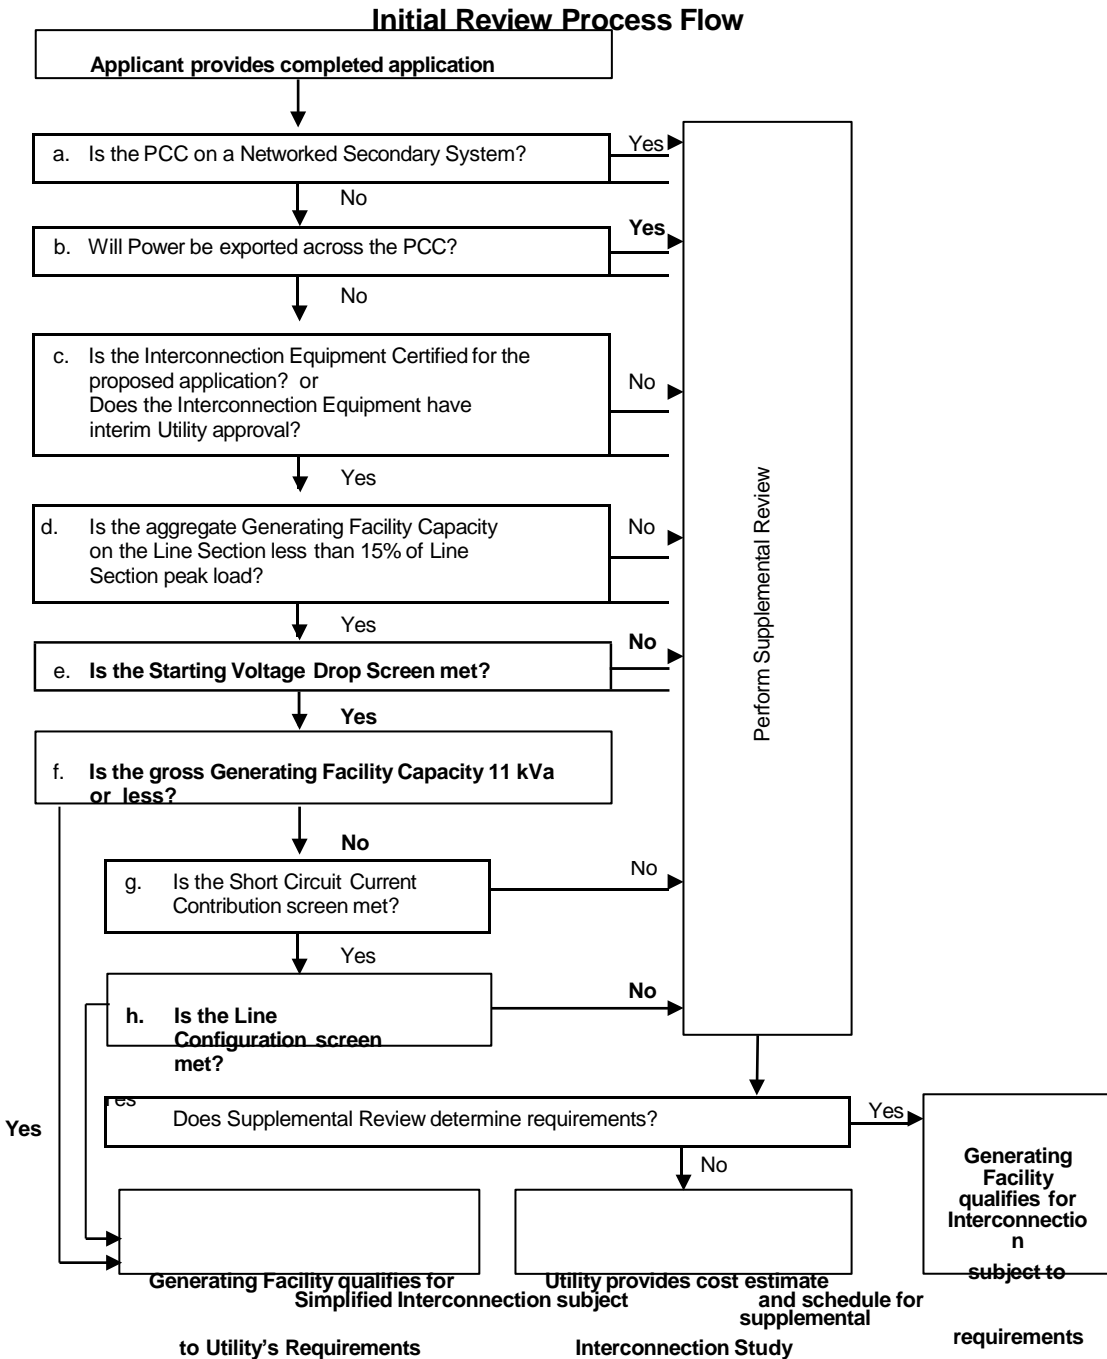 Initial Review Process Flow
Applicant provides completed application
a. Is the PCC on a Networked Secondary System?
Yes
No
b. Will Power be exported across the PCC?
Yes
No
c. Is the Interconnection Equipment Certified for the
proposed application? or
Does the Interconnection Equipment have
interim Utility approval?
No
Yes
d. Is the aggregate Generating Facility Capacity
on the Line Section less than 15% of Line
Section peak load?
No
Yes
e. Is the Starting Voltage Drop Screen met?
No
Yes
f. Is the gross Generating Facility Capacity 11 kVa
or less?
No
g. Is the Short Circuit Current
Contribution screen met?
No
Yes
h. Is the Line
Configuration screen
met?
No
Perform Supplemental Review
Yes
Does Supplemental Review determine requirements?
Yes
No
Yes
Generating
Facility
qualifies for
Interconnectio
n
subject to
requirements
Generating Facility qualifies for
Simplified Interconnection subject
to Utility's Requirements
Utility provides cost estimate
and schedule for
supplemental
Interconnection Study